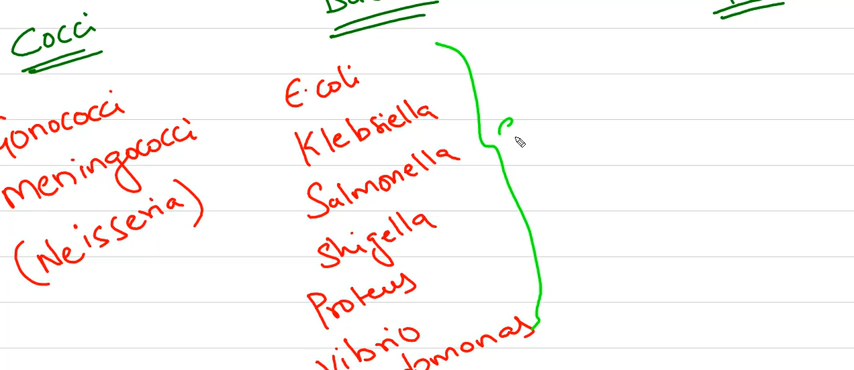 Cocci
Gonococci
Meningococci
(Neisseria)
E.coli
Klebsiella
Salmonella
Shigella
Proteus
Vibrio